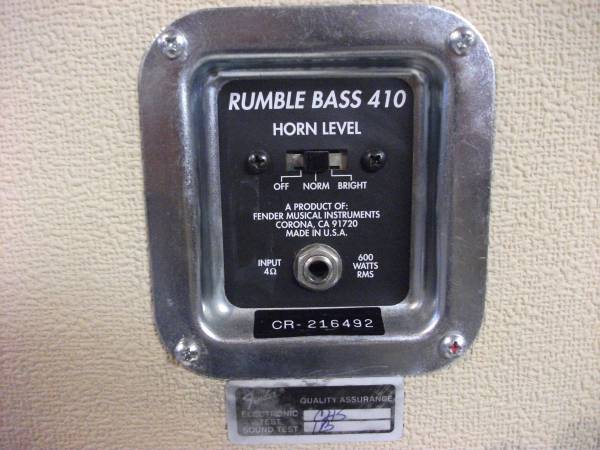 RUMBLE BASS 410
HORN LEVEL
OFF NORM BRIGHT
A PRODUCT OF:
FENDER MUSICAL INSTRUMENTS
CORONA, CA 91720
MADE IN U.S.A.
INPUT
4Ω
600
WATTS
RMS
CR-216492
Fender
QUALITY ASSURANCE
ELECTRONIC
TEST
SOUND TEST